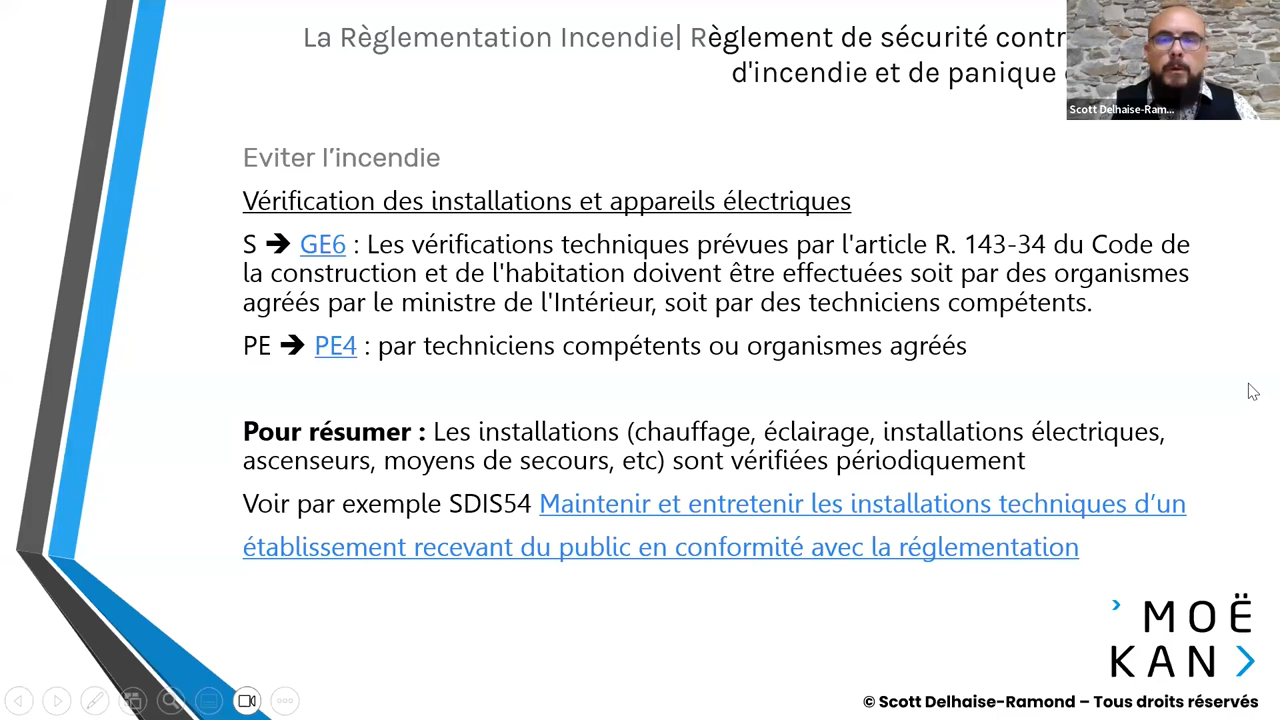 La Règlementation Incendie| Règlement de sécurité contr
d'incendie et de panique
Scott Delhaise-Ram...
Eviter l’incendie
Vérification des installations et appareils électriques
S ➔ GE6 : Les vérifications techniques prévues par l'article R. 143-34 du Code de
la construction et de l'habitation doivent être effectuées soit par des organismes
agréés par le ministre de l'Intérieur, soit par des techniciens compétents.
PE ➔ PE4 : par techniciens compétents ou organismes agréés
Pour résumer : Les installations (chauffage, éclairage, installations électriques,
ascenseurs, moyens de secours, etc) sont vérifiées périodiquement
Voir par exemple SDIS54 Maintenir et entretenir les installations techniques d’un
établissement recevant du public en conformité avec la réglementation
MOË
KAN
© Scott Delhaise-Ramond – Tous droits réservés